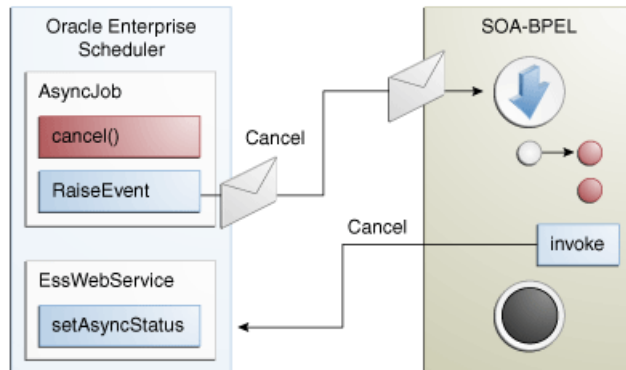 Oracle Enterprise
Scheduler
AsyncJob
cancel()
RaiseEvent
EssWebService
setAsyncStatus
Cancel
Cancel
SOA-BPEL
invoke